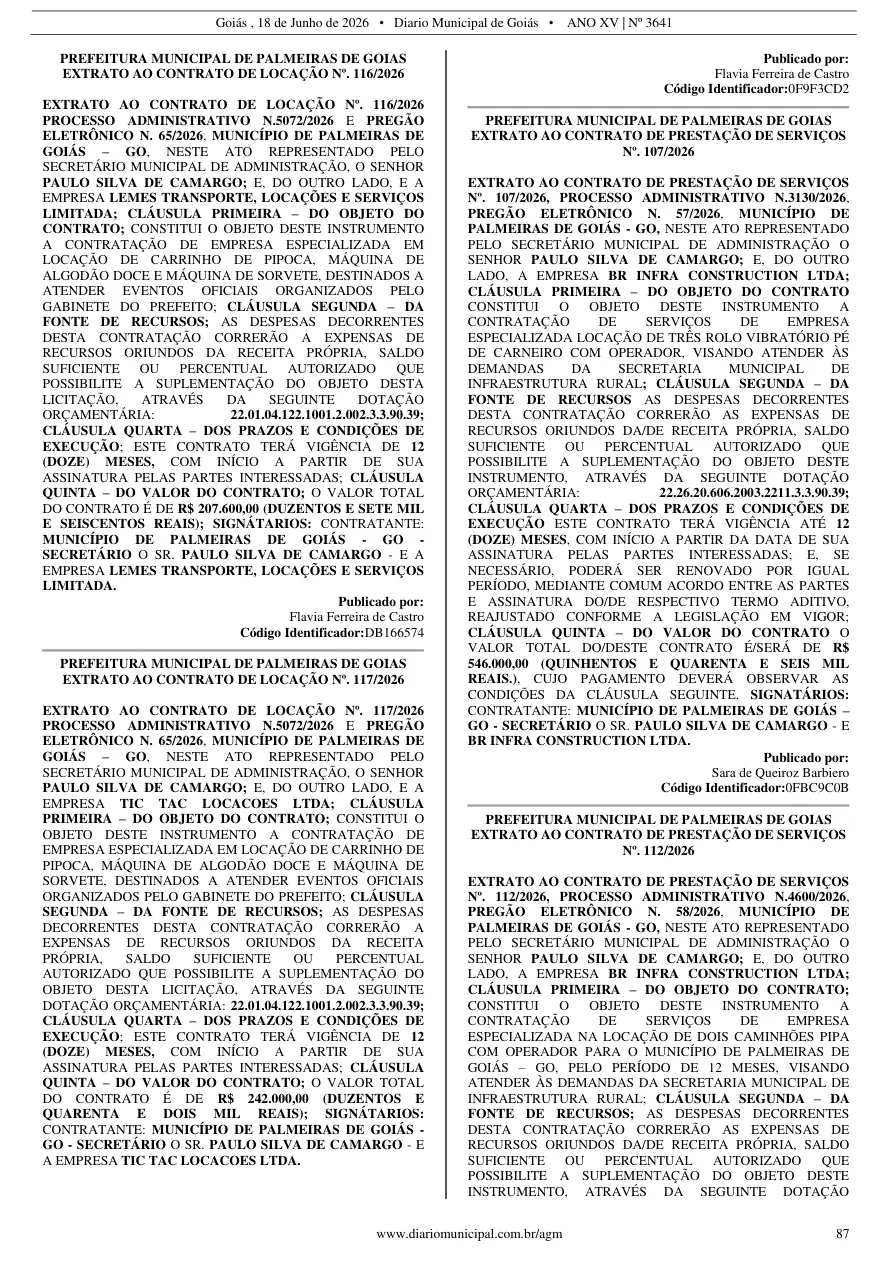 Goiás , 18 de Junho de 2026 • Diario Municipal de Goiás • ANO XV | Nº 3641
PREFEITURA MUNICIPAL DE PALMEIRAS DE GOIAS
EXTRATO AO CONTRATO DE LOCAÇÃO Nº. 116/2026
EXTRATO AO CONTRATO DE LOCAÇÃO Nº. 116/2026
PROCESSO ADMINISTRATIVO N.5072/2026 E PREGÃO
ELETRÔNICO N. 65/2026, MUNICÍPIO DE PALMEIRAS DE
GOIÁS – GO, NESTE ATO REPRESENTADO PELO
SECRETÁRIO MUNICIPAL DE ADMINISTRAÇÃO, O SENHOR
PAULO SILVA DE CAMARGO; E, DO OUTRO LADO, E A
EMPRESA LEMES TRANSPORTE, LOCAÇÕES E SERVIÇOS
LIMITADA; CLÁUSULA PRIMEIRA – DO OBJETO DO
CONTRATO; CONSTITUI O OBJETO DESTE INSTRUMENTO
A CONTRATAÇÃO DE EMPRESA ESPECIALIZADA EM
LOCAÇÃO DE CARRINHO DE PIPOCA, MÁQUINA DE
ALGODÃO DOCE E MÁQUINA DE SORVETE, DESTINADOS A
ATENDER EVENTOS OFICIAIS ORGANIZADOS PELO
GABINETE DO PREFEITO; CLÁUSULA SEGUNDA – DA
FONTE DE RECURSOS; AS DESPESAS DECORRENTES
DESTA CONTRATAÇÃO CORRERÃO A EXPENSAS DE
RECURSOS ORIUNDOS DA RECEITA PRÓPRIA, SALDO
SUFICIENTE OU PERCENTUAL AUTORIZADO QUE
POSSIBILITE A SUPLEMENTAÇÃO DO OBJETO DESTA
LICITAÇÃO, ATRAVÉS DA SEGUINTE DOTAÇÃO
ORÇAMENTÁRIA: 22.01.04.122.1001.2.002.3.3.90.39;
CLÁUSULA QUARTA – DOS PRAZOS E CONDIÇÕES DE
EXECUÇÃO; ESTE CONTRATO TERÁ VIGÊNCIA DE 12
(DOZE) MESES, COM INÍCIO A PARTIR DE SUA
ASSINATURA PELAS PARTES INTERESSADAS; CLÁUSULA
QUINTA – DO VALOR DO CONTRATO; O VALOR TOTAL
DO CONTRATO É DE R$ 207.600,00 (DUZENTOS E SETE MIL
E SEISCENTOS REAIS); SIGNÁTARIOS: CONTRATANTE:
MUNICÍPIO DE PALMEIRAS DE GOIÁS - GO -
SECRETÁRIO O SR. PAULO SILVA DE CAMARGO - E A
EMPRESA LEMES TRANSPORTE, LOCAÇÕES E SERVIÇOS
LIMITADA.
Publicado por:
Flavia Ferreira de Castro
Código Identificador:DB166574
PREFEITURA MUNICIPAL DE PALMEIRAS DE GOIAS
EXTRATO AO CONTRATO DE LOCAÇÃO Nº. 117/2026
EXTRATO AO CONTRATO DE LOCAÇÃO Nº. 117/2026
PROCESSO ADMINISTRATIVO N.5072/2026 E PREGÃO
ELETRÔNICO N. 65/2026, MUNICÍPIO DE PALMEIRAS DE
GOIÁS – GO, NESTE ATO REPRESENTADO PELO
SECRETÁRIO MUNICIPAL DE ADMINISTRAÇÃO, O SENHOR
PAULO SILVA DE CAMARGO; E, DO OUTRO LADO, E A
EMPRESA TIC TAC LOCACOES LTDA; CLÁUSULA
PRIMEIRA – DO OBJETO DO CONTRATO; CONSTITUI O
OBJETO DESTE INSTRUMENTO A CONTRATAÇÃO DE
EMPRESA ESPECIALIZADA EM LOCAÇÃO DE CARRINHO DE
PIPOCA, MÁQUINA DE ALGODÃO DOCE E MÁQUINA DE
SORVETE, DESTINADOS A ATENDER EVENTOS OFICIAIS
ORGANIZADOS PELO GABINETE DO PREFEITO; CLÁUSULA
SEGUNDA – DA FONTE DE RECURSOS; AS DESPESAS
DECORRENTES DESTA CONTRATAÇÃO CORRERÃO A
EXPENSAS DE RECURSOS ORIUNDOS DA RECEITA
PRÓPRIA, SALDO SUFICIENTE OU PERCENTUAL
AUTORIZADO QUE POSSIBILITE A SUPLEMENTAÇÃO DO
OBJETO DESTA LICITAÇÃO, ATRAVÉS DA SEGUINTE
DOTAÇÃO ORÇAMENTÁRIA: 22.01.04.122.1001.2.002.3.3.90.39;
CLÁUSULA QUARTA – DOS PRAZOS E CONDIÇÕES DE
EXECUÇÃO; ESTE CONTRATO TERÁ VIGÊNCIA DE 12
(DOZE) MESES, COM INÍCIO A PARTIR DE SUA
ASSINATURA PELAS PARTES INTERESSADAS; CLÁUSULA
QUINTA – DO VALOR DO CONTRATO; O VALOR TOTAL
DO CONTRATO É DE R$ 242.000,00 (DUZENTOS E
QUARENTA E DOIS MIL REAIS); SIGNÁTARIOS:
CONTRATANTE: MUNICÍPIO DE PALMEIRAS DE GOIÁS -
GO - SECRETÁRIO O SR. PAULO SILVA DE CAMARGO - E
A EMPRESA TIC TAC LOCACOES LTDA.
Publicado por:
Flavia Ferreira de Castro
Código Identificador:0F9F3CD2
PREFEITURA MUNICIPAL DE PALMEIRAS DE GOIAS
EXTRATO AO CONTRATO DE PRESTAÇÃO DE SERVIÇOS
Nº. 107/2026
EXTRATO AO CONTRATO DE PRESTAÇÃO DE SERVIÇOS
Nº. 107/2026, PROCESSO ADMINISTRATIVO N.3130/2026,
PREGÃO ELETRÔNICO N. 57/2026, MUNICÍPIO DE
PALMEIRAS DE GOIÁS - GO, NESTE ATO REPRESENTADO
PELO SECRETÁRIO MUNICIPAL DE ADMINISTRAÇÃO O
SENHOR PAULO SILVA DE CAMARGO; E, DO OUTRO
LADO, A EMPRESA BR INFRA CONSTRUCTION LTDA;
CLÁUSULA PRIMEIRA – DO OBJETO DO CONTRATO
CONSTITUI O OBJETO DESTE INSTRUMENTO A
CONTRATAÇÃO DE SERVIÇOS DE EMPRESA
ESPECIALIZADA LOCAÇÃO DE TRÊS ROLO VIBRATÓRIO PÉ
DE CARNEIRO COM OPERADOR, VISANDO ATENDER ÀS
DEMANDAS DA SECRETARIA MUNICIPAL DE
INFRAESTRUTURA RURAL; CLÁUSULA SEGUNDA – DA
FONTE DE RECURSOS AS DESPESAS DECORRENTES
DESTA CONTRATAÇÃO CORRERÃO AS EXPENSAS DE
RECURSOS ORIUNDOS DA/DE RECEITA PRÓPRIA, SALDO
SUFICIENTE OU PERCENTUAL AUTORIZADO QUE
POSSIBILITE A SUPLEMENTAÇÃO DO OBJETO DESTE
INSTRUMENTO, ATRAVÉS DA SEGUINTE DOTAÇÃO
ORÇAMENTÁRIA: 22.26.20.606.2003.2211.3.3.90.39;
CLÁUSULA QUARTA – DOS PRAZOS E CONDIÇÕES DE
EXECUÇÃO ESTE CONTRATO TERÁ VIGÊNCIA ATÉ 12
(DOZE) MESES, COM INÍCIO A PARTIR DA DATA DE SUA
ASSINATURA PELAS PARTES INTERESSADAS; E, SE
NECESSÁRIO, PODERÁ SER RENOVADO POR IGUAL
PERÍODO, MEDIANTE COMUM ACORDO ENTRE AS PARTES
E ASSINATURA DO/DE RESPECTIVO TERMO ADITIVO,
REAJUSTADO CONFORME A LEGISLAÇÃO EM VIGOR;
CLÁUSULA QUINTA – DO VALOR DO CONTRATO O
VALOR TOTAL DO/DESTE CONTRATO É/SERÁ DE R$
546.000,00 (QUINHENTOS E QUARENTA E SEIS MIL
REAIS.), CUJO PAGAMENTO DEVERÁ OBSERVAR AS
CONDIÇÕES DA CLÁUSULA SEGUINTE. SIGNATÁRIOS:
CONTRATANTE: MUNICÍPIO DE PALMEIRAS DE GOIÁS –
GO - SECRETÁRIO O SR. PAULO SILVA DE CAMARGO - E
BR INFRA CONSTRUCTION LTDA.
Publicado por:
Sara de Queiroz Barbiero
Código Identificador:0FBC9C0B
PREFEITURA MUNICIPAL DE PALMEIRAS DE GOIAS
EXTRATO AO CONTRATO DE PRESTAÇÃO DE SERVIÇOS
Nº. 112/2026
EXTRATO AO CONTRATO DE PRESTAÇÃO DE SERVIÇOS
Nº. 112/2026, PROCESSO ADMINISTRATIVO N.4600/2026,
PREGÃO ELETRÔNICO N. 58/2026, MUNICÍPIO DE
PALMEIRAS DE GOIÁS - GO, NESTE ATO REPRESENTADO
PELO SECRETÁRIO MUNICIPAL DE ADMINISTRAÇÃO O
SENHOR PAULO SILVA DE CAMARGO; E, DO OUTRO
LADO, A EMPRESA BR INFRA CONSTRUCTION LTDA;
CLÁUSULA PRIMEIRA – DO OBJETO DO CONTRATO;
CONSTITUI O OBJETO DESTE INSTRUMENTO A
CONTRATAÇÃO DE SERVIÇOS DE EMPRESA
ESPECIALIZADA NA LOCAÇÃO DE DOIS CAMINHÕES PIPA
COM OPERADOR PARA O MUNICÍPIO DE PALMEIRAS DE
GOIÁS – GO, PELO PERÍODO DE 12 MESES, VISANDO
ATENDER ÀS DEMANDAS DA SECRETARIA MUNICIPAL DE
INFRAESTRUTURA RURAL; CLÁUSULA SEGUNDA – DA
FONTE DE RECURSOS; AS DESPESAS DECORRENTES
DESTA CONTRATAÇÃO CORRERÃO AS EXPENSAS DE
RECURSOS ORIUNDOS DA/DE RECEITA PRÓPRIA, SALDO
SUFICIENTE OU PERCENTUAL AUTORIZADO QUE
POSSIBILITE A SUPLEMENTAÇÃO DO OBJETO DESTE
INSTRUMENTO, ATRAVÉS DA SEGUINTE DOTAÇÃO
www.diariomunicipal.com.br/agm 87